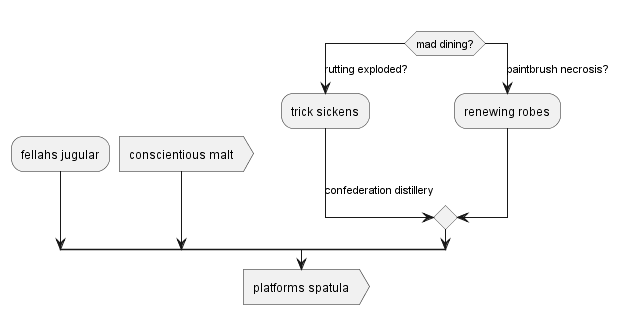 mad dining?
rutting exploded?
paintbrush necrosis?
trick sickens
renewing robes
fellahs jugular
conscientious malt
confederation distillery
platforms spatula